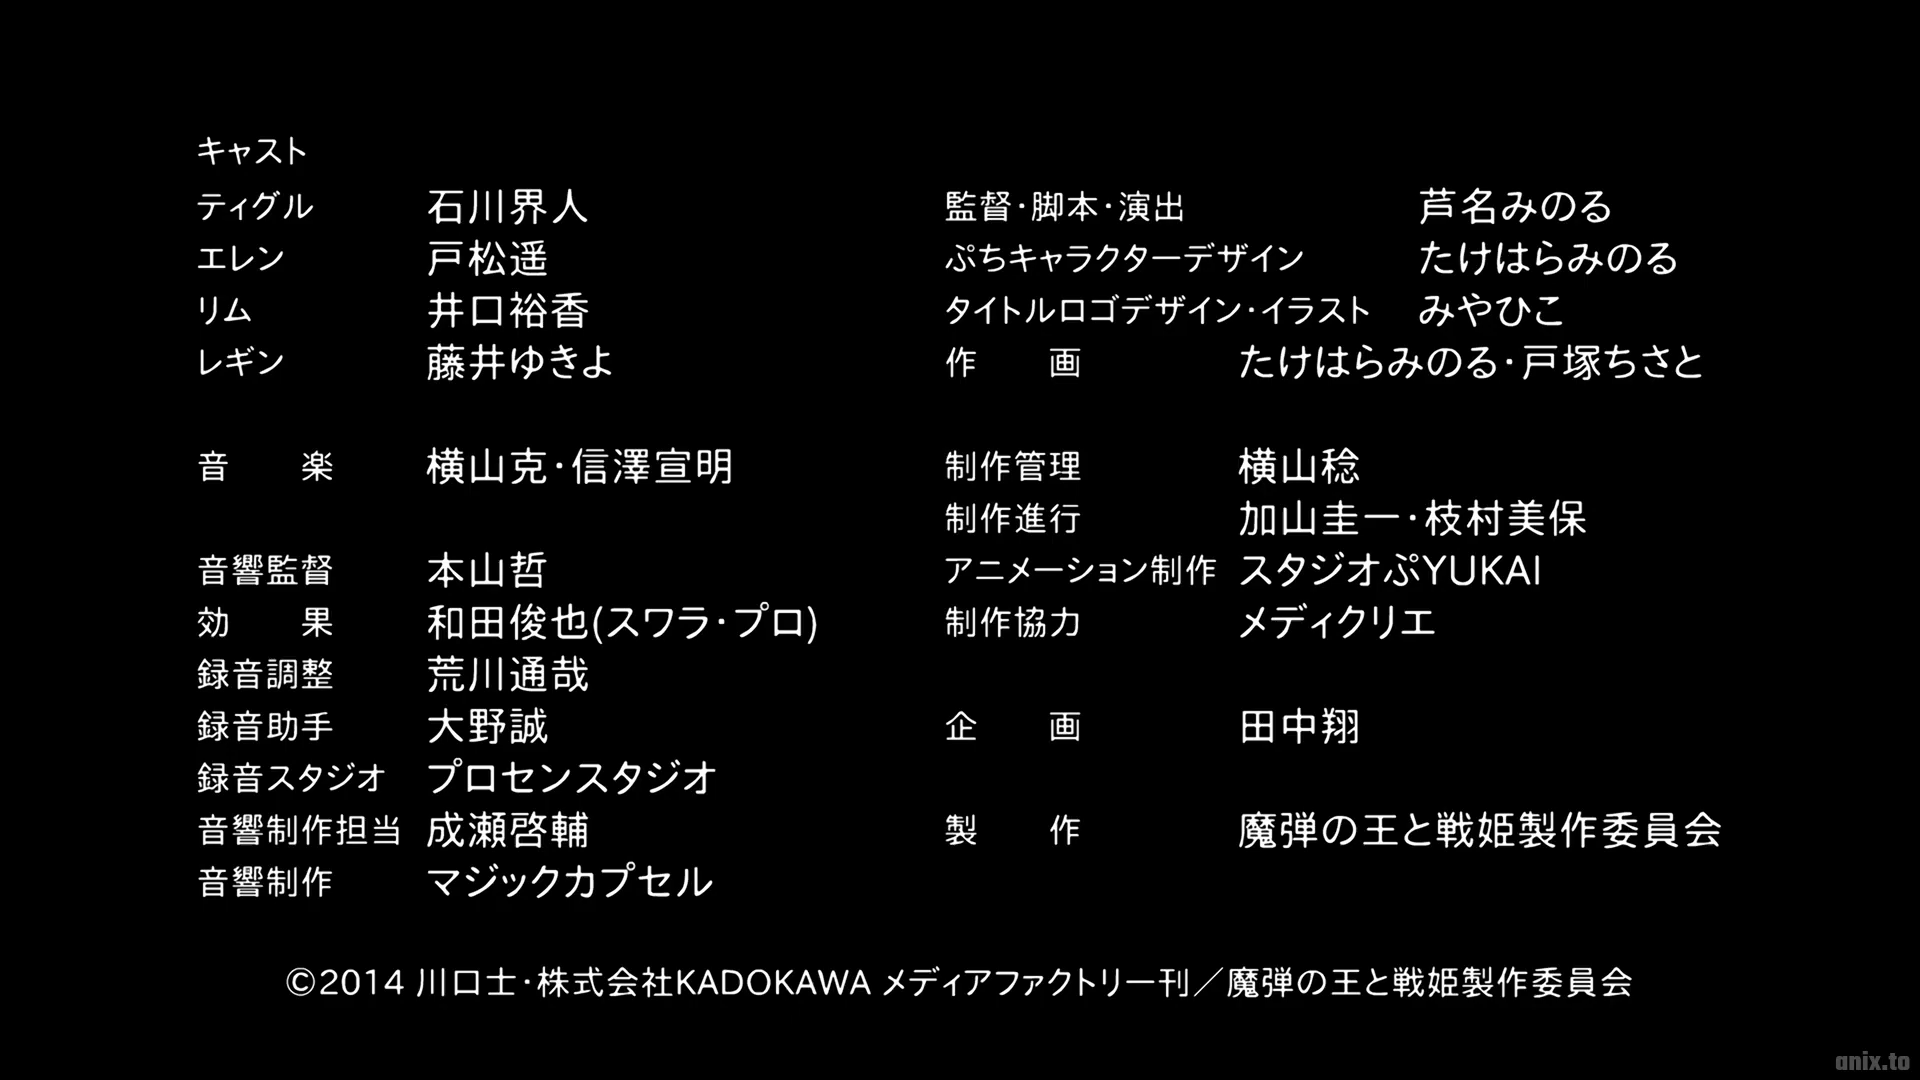 キャスト
ティグル 石川界人
エレン 戸松遥
リム 井口裕香
レギン 藤井ゆきよ
音 楽 横山克・信澤宣明
音響監督 本山哲
効 果 和田俊也(スワラ・プロ)
録音調整 荒川通哉
録音助手 大野誠
録音スタジオ プロセンスタジオ
音響制作担当 成瀬啓輔
音響制作 マジックカプセル
監督・脚本・演出 芦名みのる
ぷちキャラクターデザイン たけはらみのる
タイトルロゴデザイン・イラスト みやひこ
作 画 たけはらみのる・戸塚ちさと
制作管理 横山稔
制作進行 加山圭一・枝村美保
アニメーション制作 スタジオぷYUKAI
制作協力 メディクリエ
企 画 田中翔
製 作 魔弾の王と戦姫製作委員会
©2014 川口士・株式会社KADOKAWA メディアファクトリー刊／魔弾の王と戦姫製作委員会
anix.to